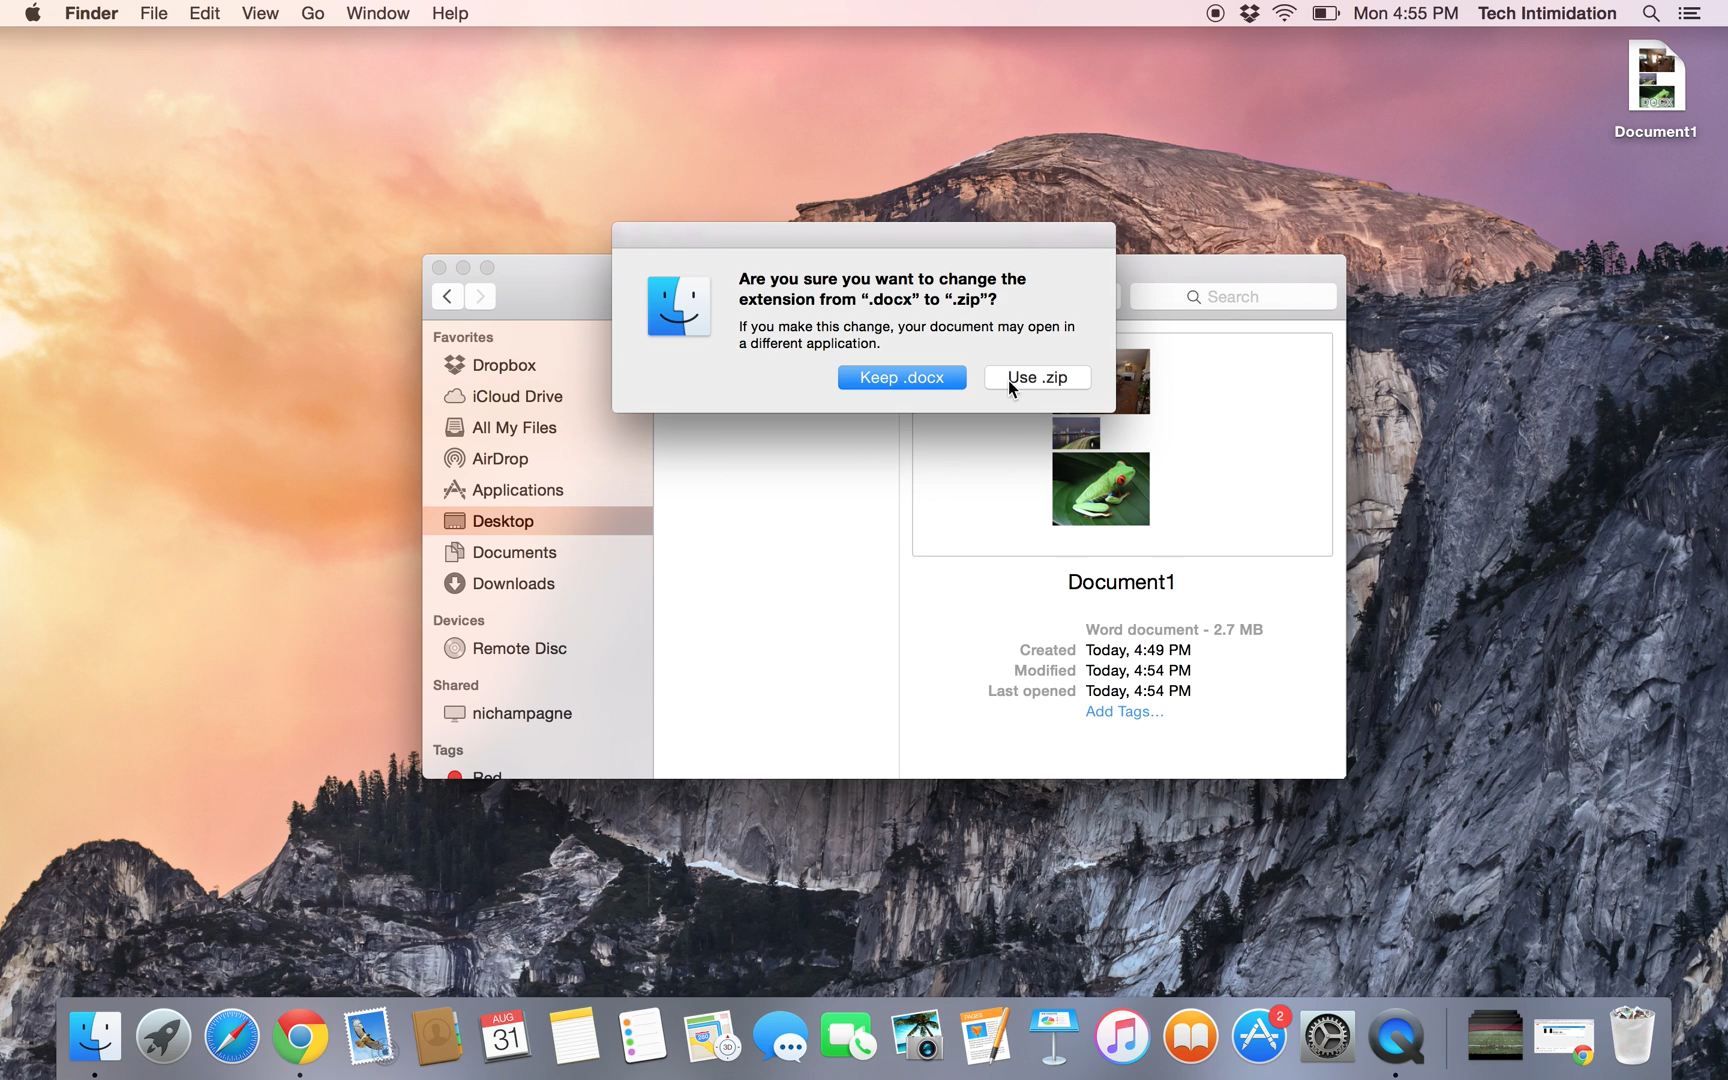 Finder File Edit View Go Window Help Mon 4:55 PM Tech Intimidation
DOCX
Document1
Search
Are you sure you want to change the
extension from “.docx” to “.zip”?
If you make this change, your document may open in
a different application.
Keep .docx Use .zip
Favorites
Dropbox
iCloud Drive
All My Files
AirDrop
Applications
Desktop
Documents
Downloads
Devices
Remote Disc
Shared
nichampagne
Tags
Red
Document1
Word document - 2.7 MB
Created Today, 4:49 PM
Modified Today, 4:54 PM
Last opened Today, 4:54 PM
Add Tags...
AUG
31
3D
PAGES
2